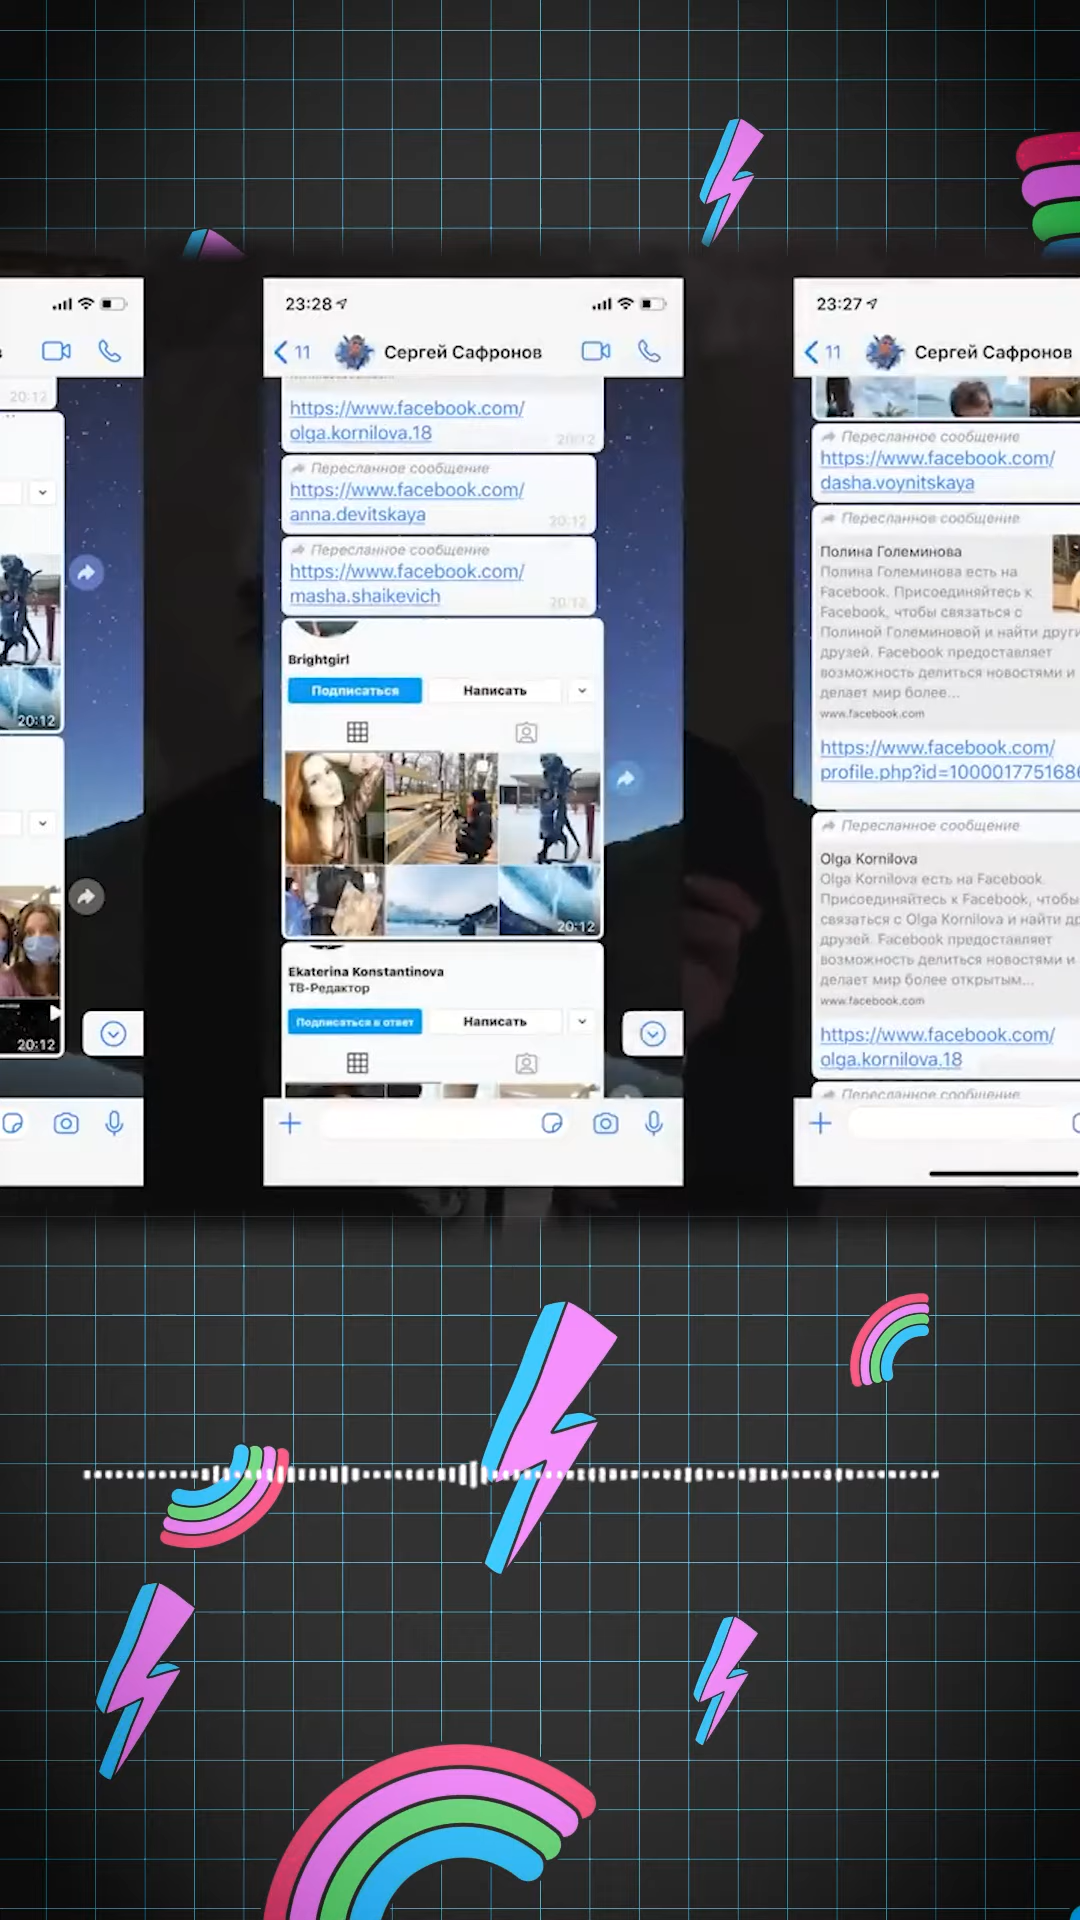 20:12
20:12
20:12
23:28
11
Сергей Сафронов
https://www.facebook.com/
olga.kornilova.18
20:12
Пересланное сообщение
https://www.facebook.com/
anna.devitskaya
20:12
Пересланное сообщение
https://www.facebook.com/
masha.shaikevich
20:12
Brightgirl
Подписаться
Написать
20:12
Ekaterina Konstantinova
ТВ-Редактор
Подписаться в ответ
Написать
23:27
11
Сергей Сафронов
Пересланное сообщение
https://www.facebook.com/
dasha.voynitskaya
Пересланное сообщение
Полина Големинова
Полина Големинова есть на
Facebook. Присоединяйтесь к
Facebook, чтобы связаться с
Полиной Големиновой и найти други
друзей. Facebook предоставляет
возможность делиться новостями и
делает мир более...
www.facebook.com
https://www.facebook.com/
profile.php?id=100001775168
Пересланное сообщение
Olga Kornilova
Olga Kornilova есть на Facebook.
Присоединяйтесь к Facebook, чтобы
связаться с Olga Kornilova и найти др
друзей. Facebook предоставляет
возможность делиться новостями и
делает мир более открытым...
www.facebook.com
https://www.facebook.com/
olga.kornilova.18
Пересланное сообщение